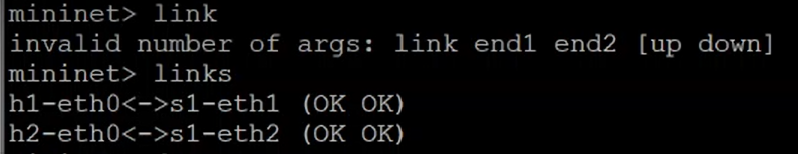 mininet> link
invalid number of args: link end1 end2 [up down]
mininet> links
h1-eth0<->s1-eth1 (OK OK)
h2-eth0<->s1-eth2 (OK OK)